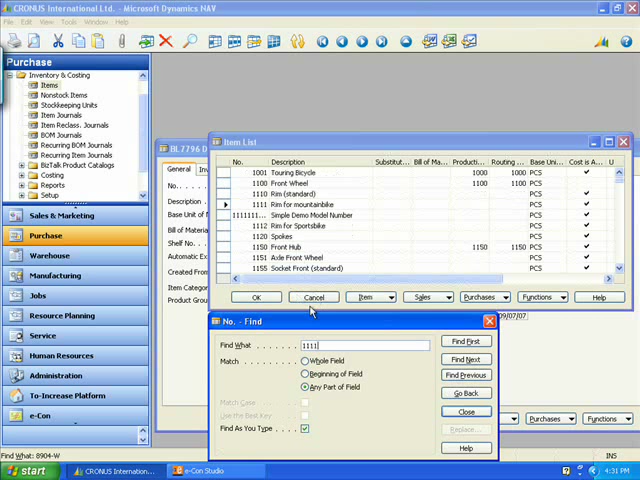 CRONUS International Ltd. - Microsoft Dynamics NAV
File Edit View Tools Window Help
Purchase
Inventory & Costing
Items
Nonstock Items
Stockkeeping Units
Item Journals
Item Reclass. Journals
BOM Journals
Recurring BOM Journals
Recurring Item Journals
BizTalk Product Catalogs
Costing
Reports
Setup
Sales & Marketing
Purchase
Warehouse
Manufacturing
Jobs
Resource Planning
Service
Human Resources
Administration
To-Increase Platform
e-Con
BL7796 D
General Inv
No.
Description
Base Unit of M
Bill of Mater
Shelf No.
Automatic Ex
Created From
Item Categor
Product Grou
09/07/07
Purchases Functions
Item List
No. Description Substitut... Bill of Ma... Producti... Routing ... Base Uni... Cost is A... U
1001 Touring Bicycle 1000 1000 PCS
1100 Front Wheel 1100 1100 PCS
1110 Rim (standard) PCS
1111 Rim for mountainbike PCS
1111111... Simple Demo Model Number PCS
1112 Rim for Sportsbike PCS
1120 Spokes PCS
1150 Front Hub 1150 1150 PCS
1151 Axle Front Wheel PCS
1155 Socket Front (standard) PCS
OK Cancel Item Sales Purchases Functions Help
No. - Find
Find What 1111
Match Whole Field
Beginning of Field
Any Part of Field
Match Case
Use the Best Key
Find As You Type
Find First
Find Next
Find Previous
Go Back
Close
Replace...
Help
Find What: 8904-W INS
start CRONUS Internation... e-Con Studio 4:31 PM